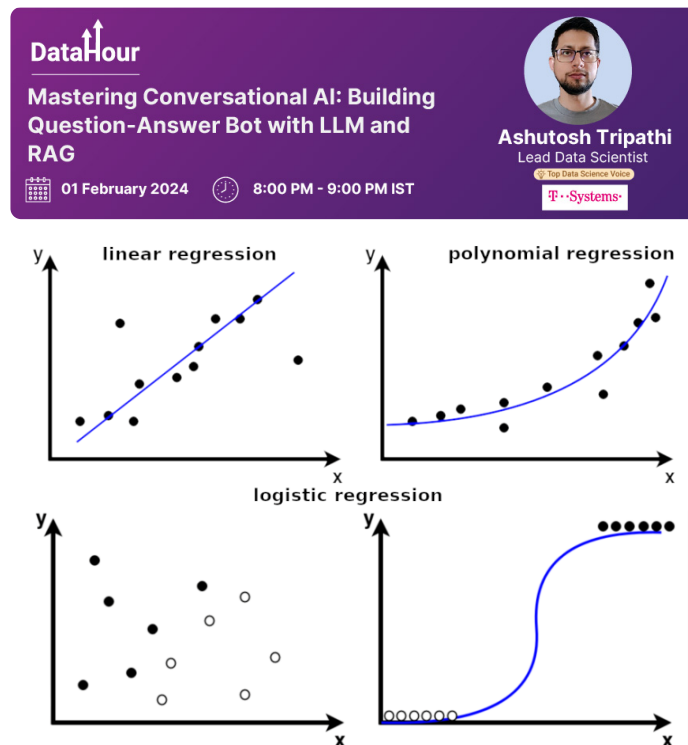 DataHour
Mastering Conversational AI: Building
Question-Answer Bot with LLM and
RAG
01 February 2024
8:00 PM - 9:00 PM IST
Ashutosh Tripathi
Lead Data Scientist
Top Data Science Voice
T··Systems·
y
linear regression
x
y
polynomial regression
x
logistic regression
y
x
y
x